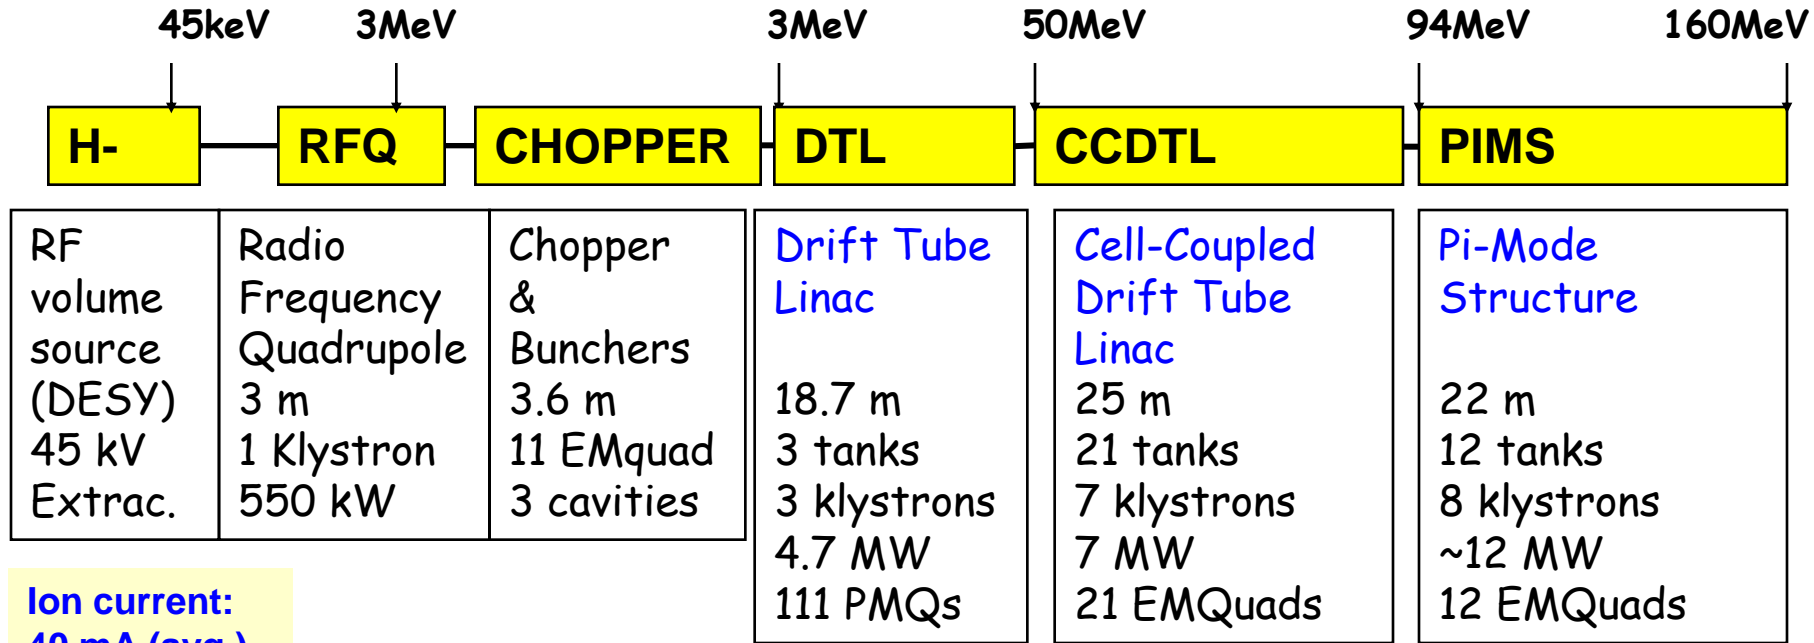 45keV 3MeV 3MeV 50MeV 94MeV 160MeV
H- RFQ CHOPPER DTL CCDTL PIMS
RF
volume
source
(DESY)
45 kV
Extrac.
Radio
Frequency
Quadrupole
3 m
1 Klystron
550 kW
Chopper
&
Bunchers
3.6 m
11 EMquad
3 cavities
Drift Tube
Linac
18.7 m
3 tanks
3 klystrons
4.7 MW
111 PMQs
Cell-Coupled
Drift Tube
Linac
25 m
21 tanks
7 klystrons
7 MW
21 EMQuads
Pi-Mode
Structure
22 m
12 tanks
8 klystrons
~12 MW
12 EMQuads
Ion current:
40 mA (avg.)